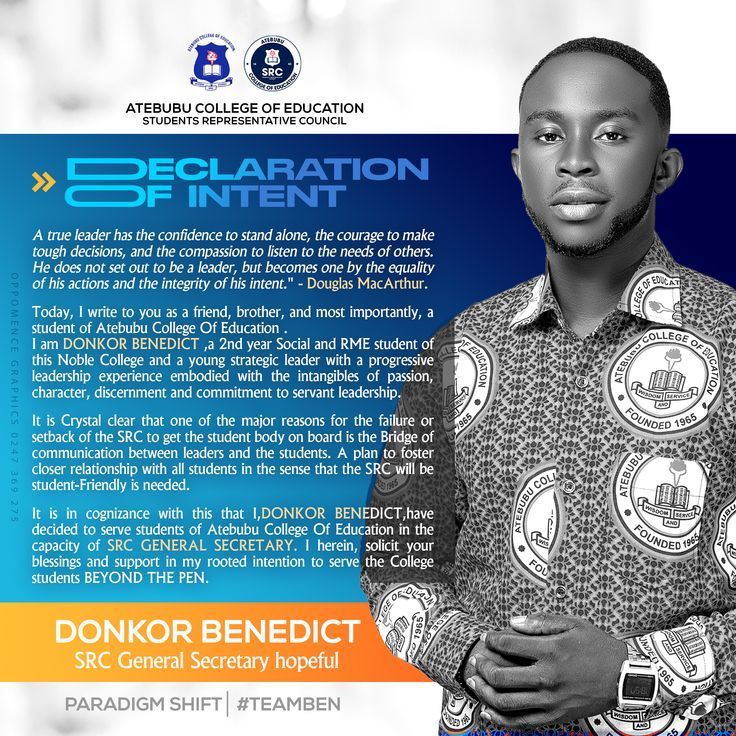 ATEBUBU COLLEGE OF EDUCATION
ATEBUBU
SRC
COLLEGE OF EDUCATION
ATEBUBU COLLEGE OF EDUCATION
STUDENTS REPRESENTATIVE COUNCIL
DECLARATION
OF INTENT
A true leader has the confidence to stand alone, the courage to make
tough decisions, and the compassion to listen to the needs of others.
He does not set out to be a leader, but becomes one by the equality
of his actions and the integrity of his intent." - Douglas MacArthur.
Today, I write to you as a friend, brother, and most importantly, a
student of Atebubu College Of Education .
I am DONKOR BENEDICT ,a 2nd year Social and RME student of
this Noble College and a young strategic leader with a progressive
leadership experience embodied with the intangibles of passion,
character, discernment and commitment to servant leadership.
It is Crystal clear that one of the major reasons for the failure or
setback of the SRC to get the student body on board is the Bridge of
communication between leaders and the students. A plan to foster
closer relationship with all students in the sense that the SRC will be
student-Friendly is needed.
It is in cognizance with this that I,DONKOR BENEDICT,have
decided to serve students of Atebubu College Of Education in the
capacity of SRC GENERAL SECRETARY. I herein, solicit your
blessings and support in my rooted intention to serve the College
students BEYOND THE PEN.
DONKOR BENEDICT
SRC General Secretary hopeful
PARADIGM SHIFT | #TEAMBEN
OPPOMENCE GRAPHICS 0247 369 275
ATEBUBU COLLEGE OF EDUCATION
WISDOM AND SERVICE
FOUNDED 1965